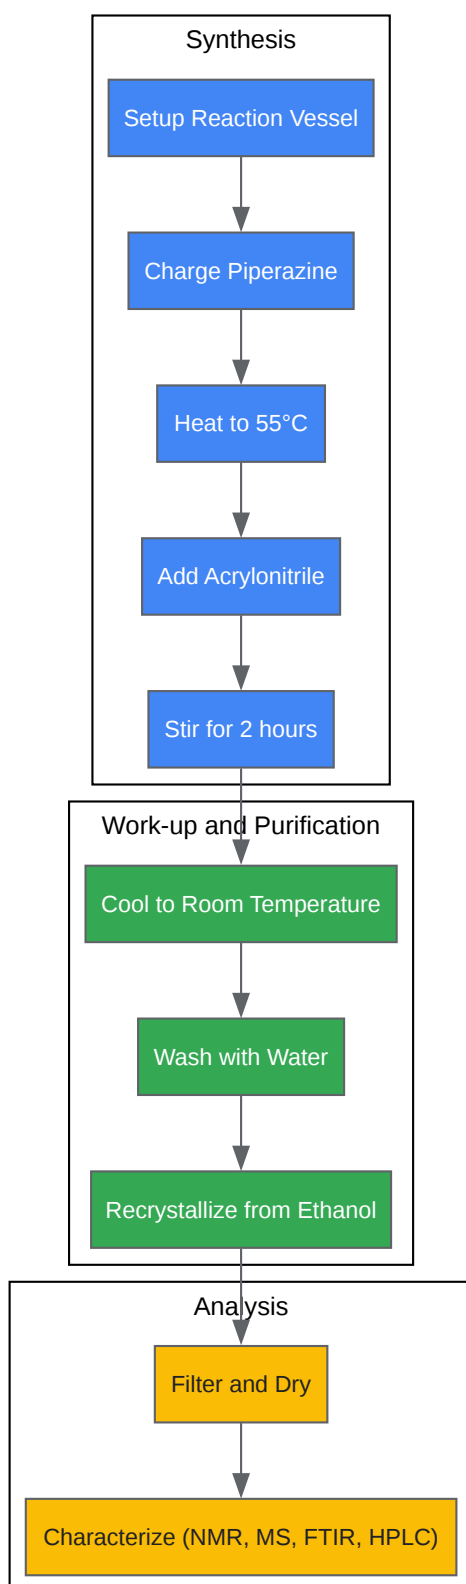 Synthesis
Setup Reaction Vessel
Charge Piperazine
Heat to 55°C
Add Acrylonitrile
Stir for 2 hours
Work-up and Purification
Cool to Room Temperature
Wash with Water
Recrystallize from Ethanol
Analysis
Filter and Dry
Characterize (NMR, MS, FTIR, HPLC)